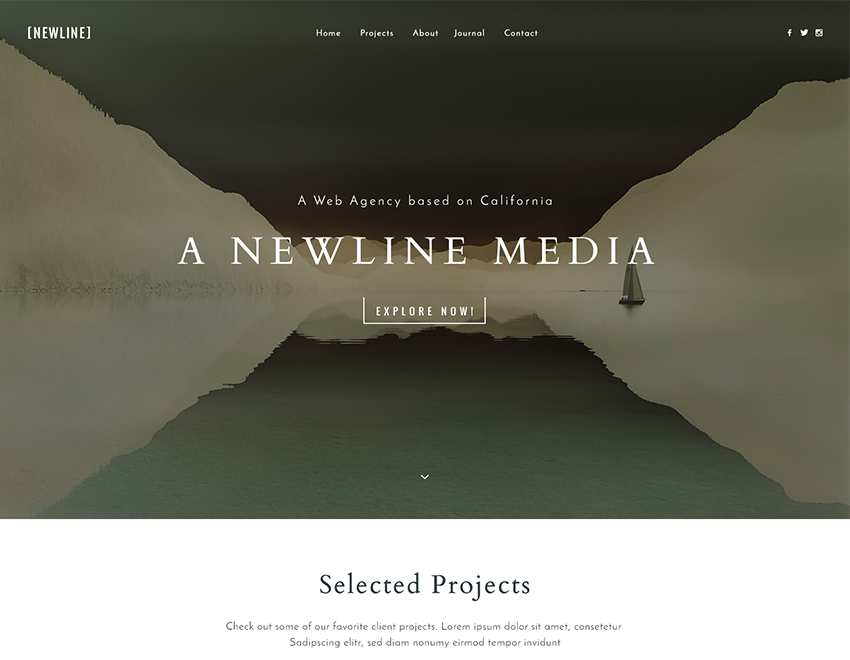 [NEWLINE]
Home Projects About Journal Contact
A Web Agency based on California
A NEWLINE MEDIA
EXPLORE NOW!
Selected Projects
Check out some of our favorite client projects. Lorem ipsum dolor sit amet, consetetur
Sadipscing elitr, sed diam nonumy eirmod tempor invidunt